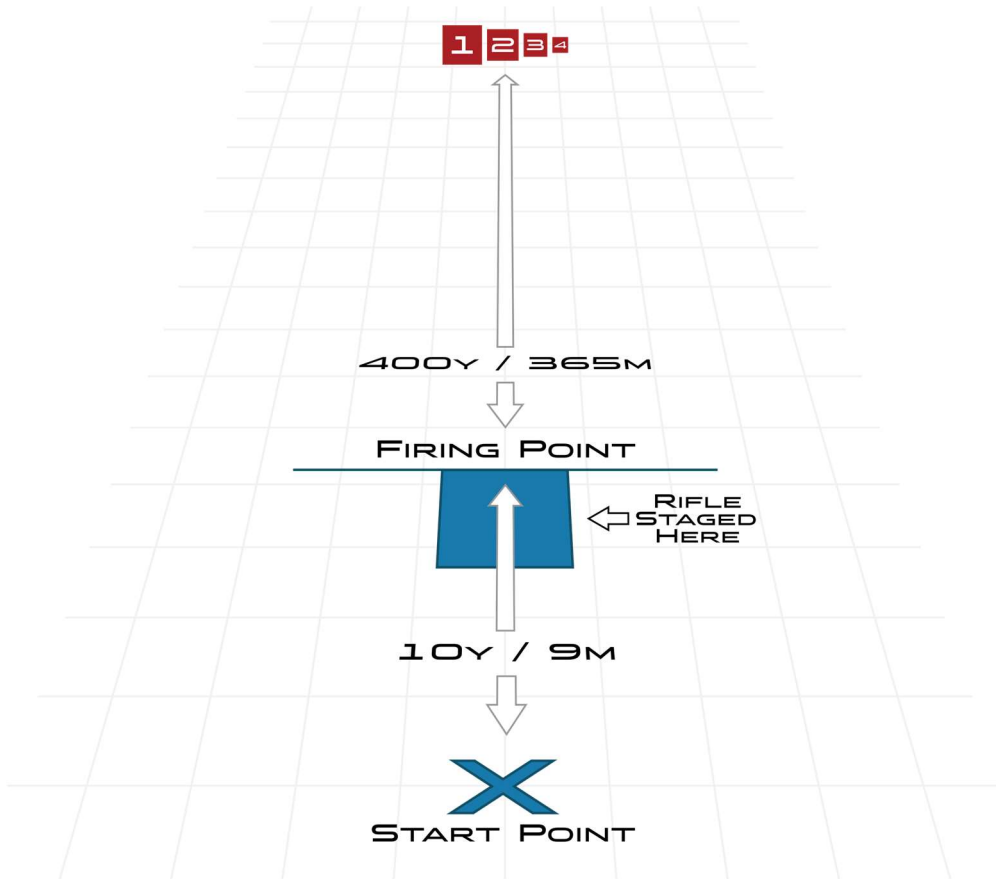 1 2 3 4
400Y / 365M
Firing Point
Rifle
Staged
Here
10Y / 9M
Start Point